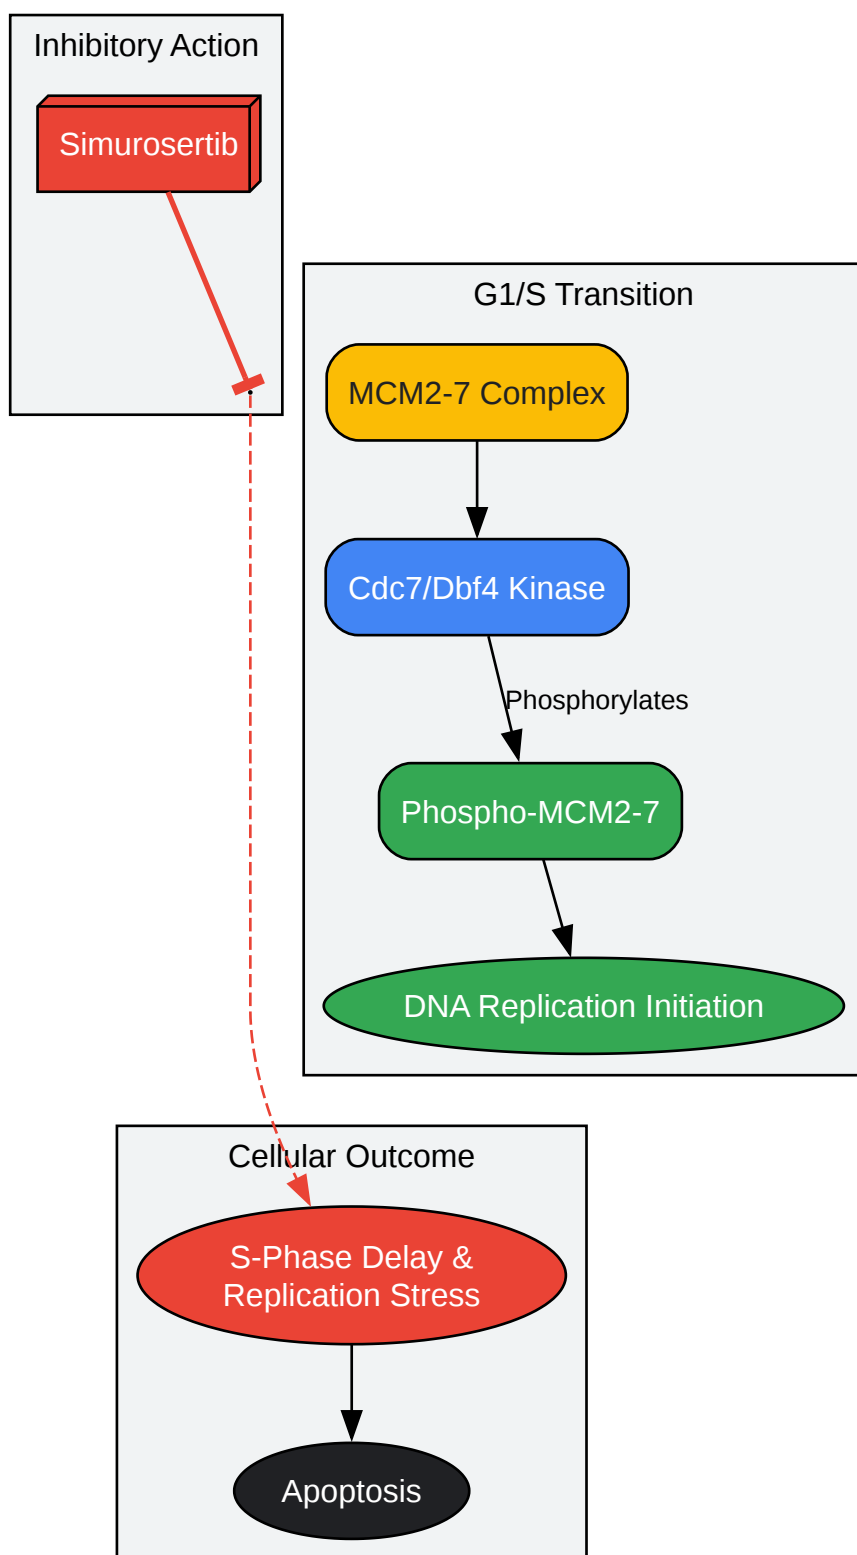 Inhibitory Action
Simurosertib
G1/S Transition
MCM2-7 Complex
Cdc7/Dbf4 Kinase
Phosphorylates
Phospho-MCM2-7
DNA Replication Initiation
Cellular Outcome
S-Phase Delay &
Replication Stress
Apoptosis